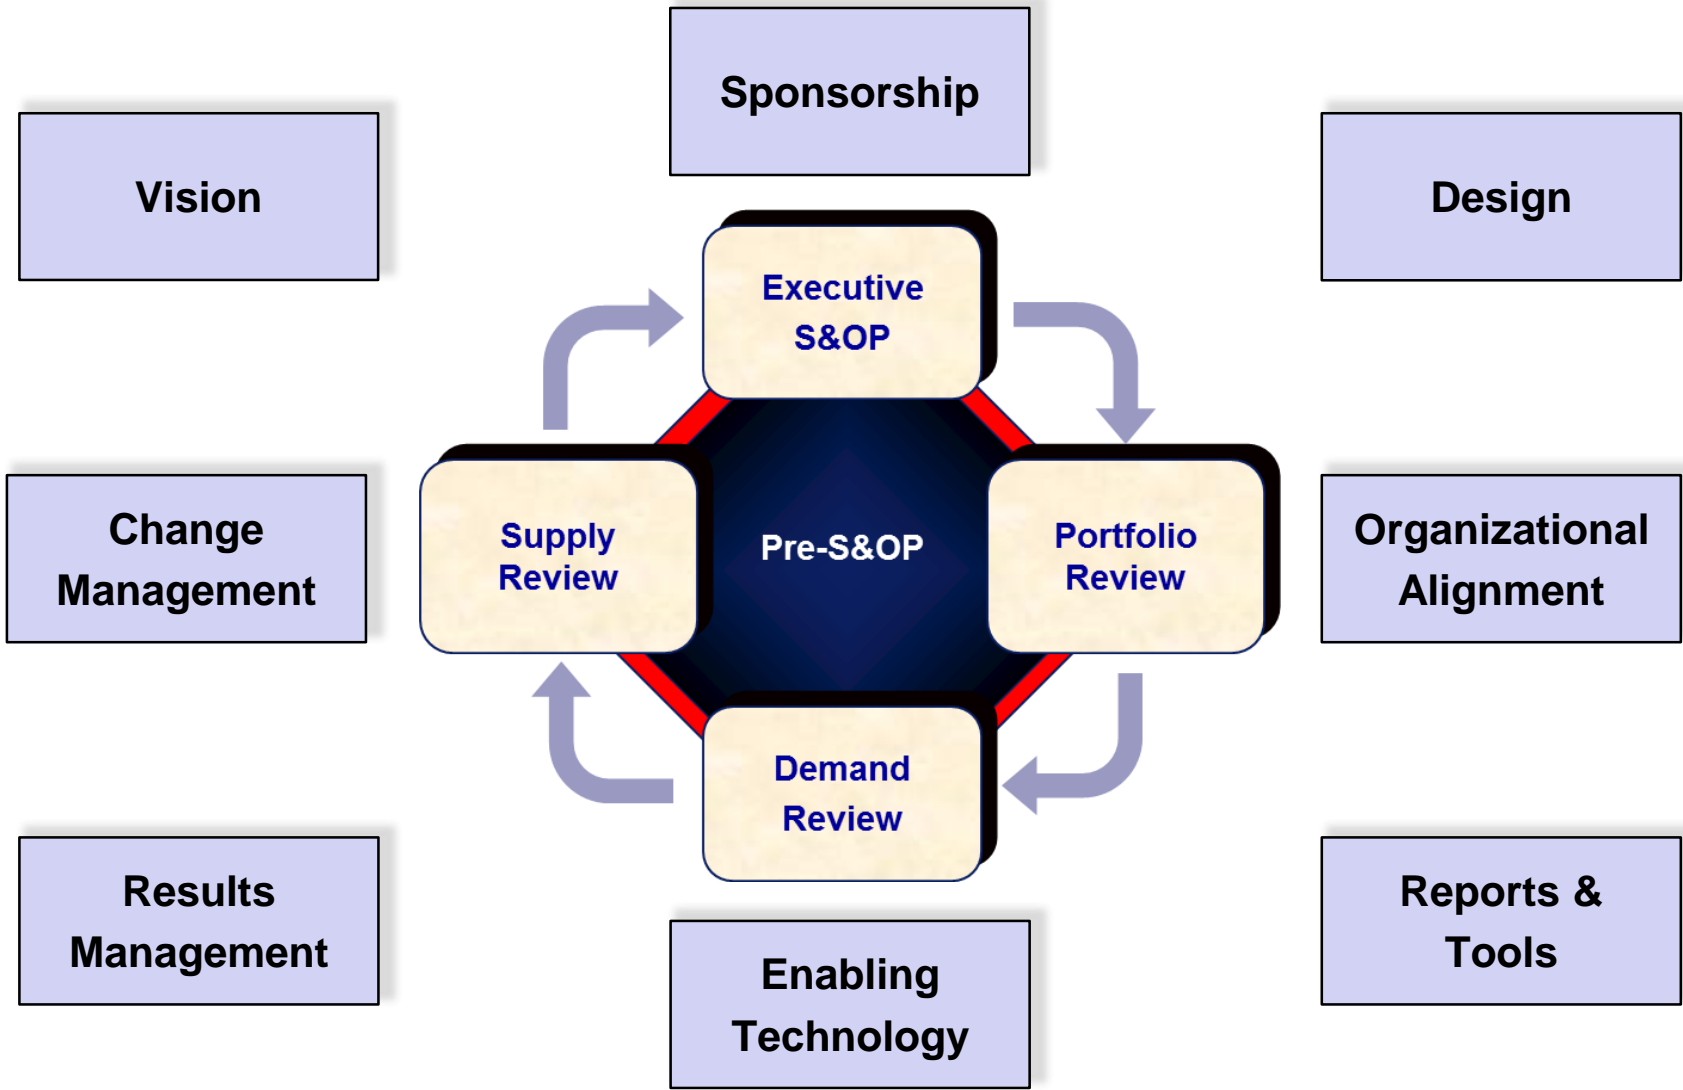 Sponsorship
Vision
Design
Executive
S&OP
Change
Management
Supply
Review
Pre-S&OP
Portfolio
Review
Organizational
Alignment
Demand
Review
Results
Management
Enabling
Technology
Reports &
Tools